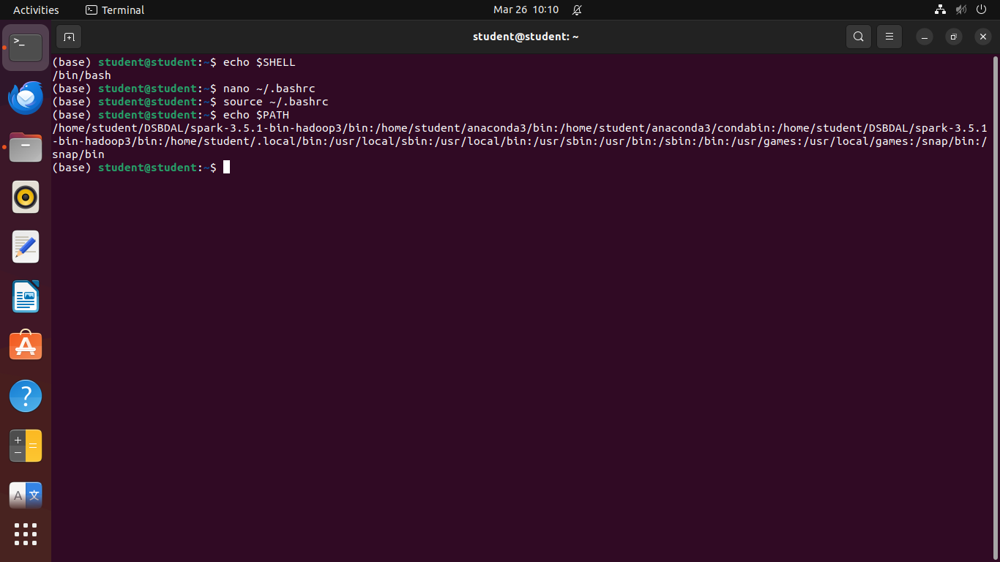 Activities
Terminal
Mar 26 10:10
student@student: ~
(base) student@student:~$ echo $SHELL
/bin/bash
(base) student@student:~$ nano ~/.bashrc
(base) student@student:~$ source ~/.bashrc
(base) student@student:~$ echo $PATH
/home/student/DSBDAL/spark-3.5.1-bin-hadoop3/bin:/home/student/anaconda3/bin:/home/student/anaconda3/condabin:/home/student/DSBDAL/spark-3.5.1
-bin-hadoop3/bin:/home/student/.local/bin:/usr/local/sbin:/usr/local/bin:/usr/sbin:/usr/bin:/sbin:/bin:/usr/games:/usr/local/games:/snap/bin:/
snap/bin
(base) student@student:~$